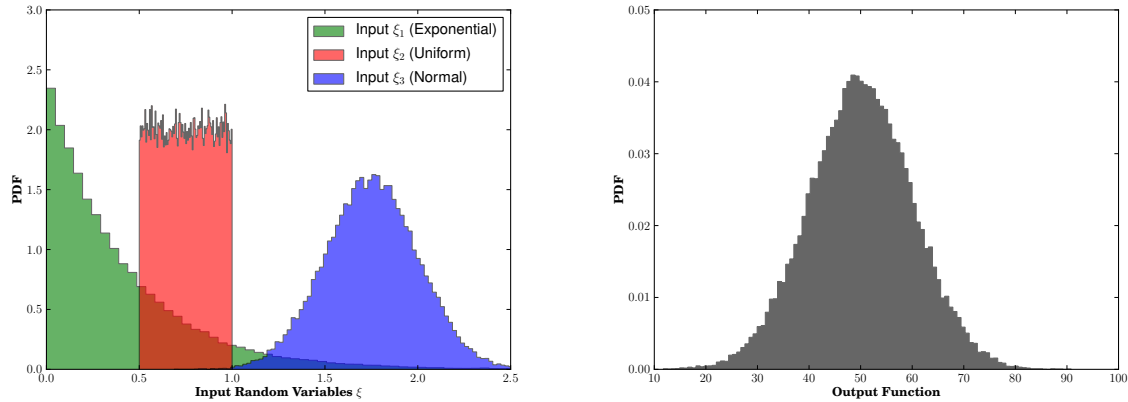 3.0
2.5
2.0
1.5
1.0
0.5
0.0
PDF
0.0 0.5 1.0 1.5 2.0 2.5
Input Random Variables ξ
Input ξ₁ (Exponential)
Input ξ₂ (Uniform)
Input ξ₃ (Normal)
0.05
0.04
0.03
0.02
0.01
0.00
PDF
10 20 30 40 50 60 70 80 90 100
Output Function